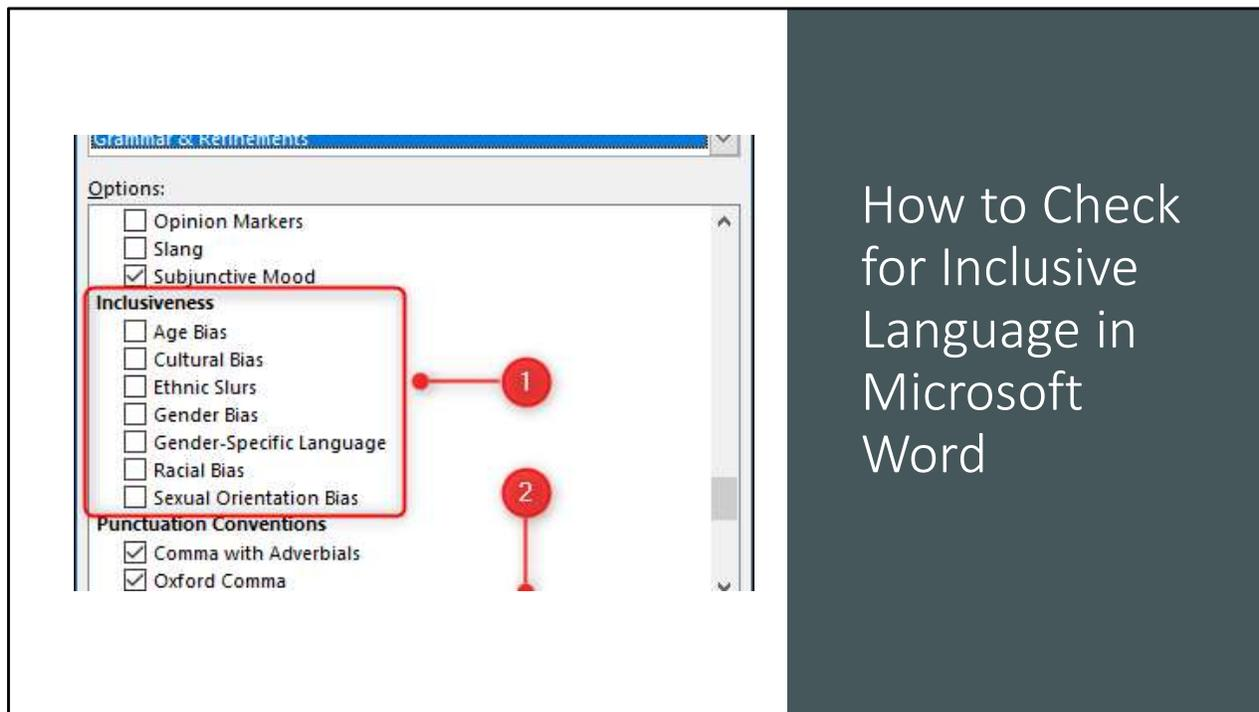 Grammar & Refinements
Options:
Opinion Markers
Slang
Subjunctive Mood
Inclusiveness
Age Bias
Cultural Bias
Ethnic Slurs
Gender Bias
Gender-Specific Language
Racial Bias
Sexual Orientation Bias
Punctuation Conventions
Comma with Adverbials
Oxford Comma
1
2
How to Check
for Inclusive
Language in
Microsoft
Word